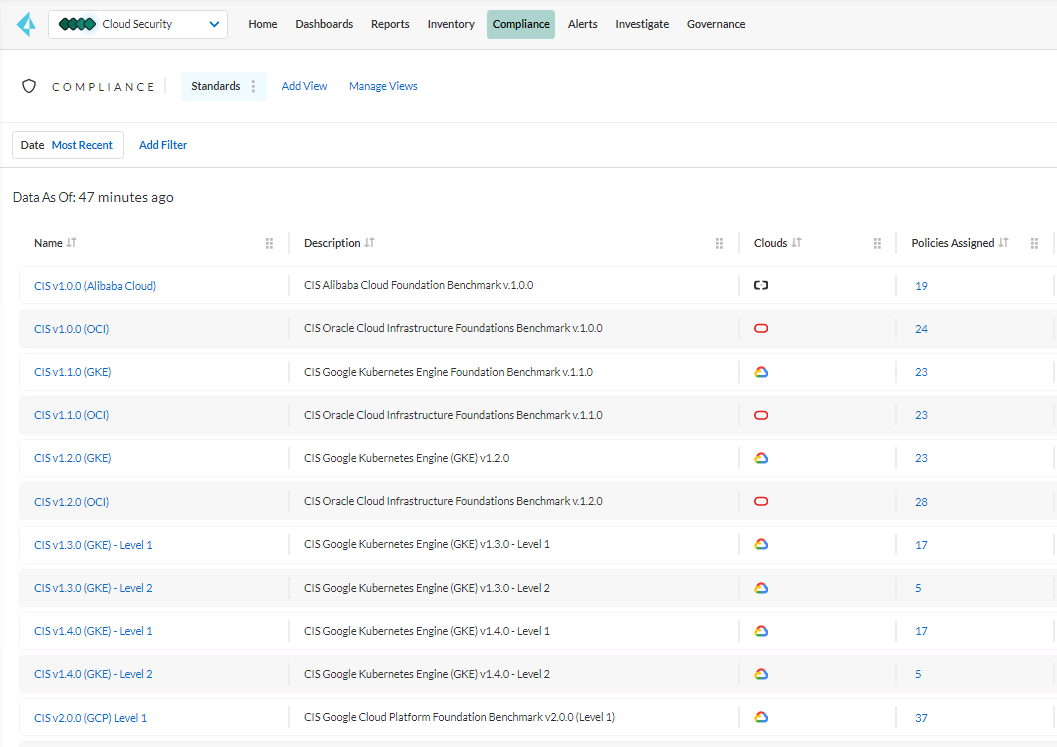 Cloud Security Home Dashboards Reports Inventory Compliance Alerts Investigate Governance
COMPLIANCE Standards Add View Manage Views
Date Most Recent Add Filter
Data As Of: 47 minutes ago
Name Description Clouds Policies Assigned
CIS v1.0.0 (Alibaba Cloud) CIS Alibaba Cloud Foundation Benchmark v.1.0.0 19
CIS v1.0.0 (OCI) CIS Oracle Cloud Infrastructure Foundations Benchmark v.1.0.0 24
CIS v1.1.0 (GKE) CIS Google Kubernetes Engine Foundation Benchmark v.1.1.0 23
CIS v1.1.0 (OCI) CIS Oracle Cloud Infrastructure Foundations Benchmark v.1.1.0 23
CIS v1.2.0 (GKE) CIS Google Kubernetes Engine (GKE) v1.2.0 23
CIS v1.2.0 (OCI) CIS Oracle Cloud Infrastructure Foundations Benchmark v.1.2.0 28
CIS v1.3.0 (GKE) - Level 1 CIS Google Kubernetes Engine (GKE) v1.3.0 - Level 1 17
CIS v1.3.0 (GKE) - Level 2 CIS Google Kubernetes Engine (GKE) v1.3.0 - Level 2 5
CIS v1.4.0 (GKE) - Level 1 CIS Google Kubernetes Engine (GKE) v1.4.0 - Level 1 17
CIS v1.4.0 (GKE) - Level 2 CIS Google Kubernetes Engine (GKE) v1.4.0 - Level 2 5
CIS v2.0.0 (GCP) Level 1 CIS Google Cloud Platform Foundation Benchmark v2.0.0 (Level 1) 37